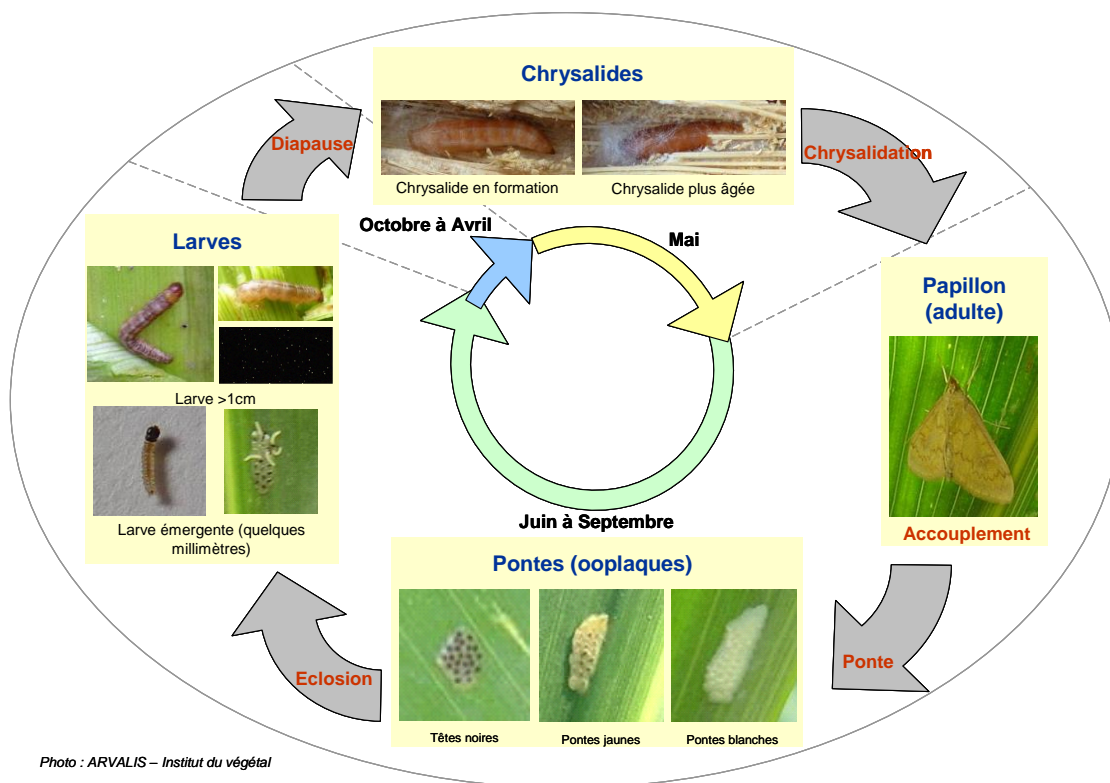 Chrysalides
Chrysalide en formation
Chrysalide plus âgée
Diapause
Chrysalidation
Octobre à Avril
Mai
Larves
Larve >1cm
Larve émergente (quelques
millimètres)
Papillon
(adulte)
Accouplement
Juin à Septembre
Pontes (ooplaques)
Têtes noires
Pontes jaunes
Pontes blanches
Eclosion
Ponte
Photo : ARVALIS – Institut du végétal